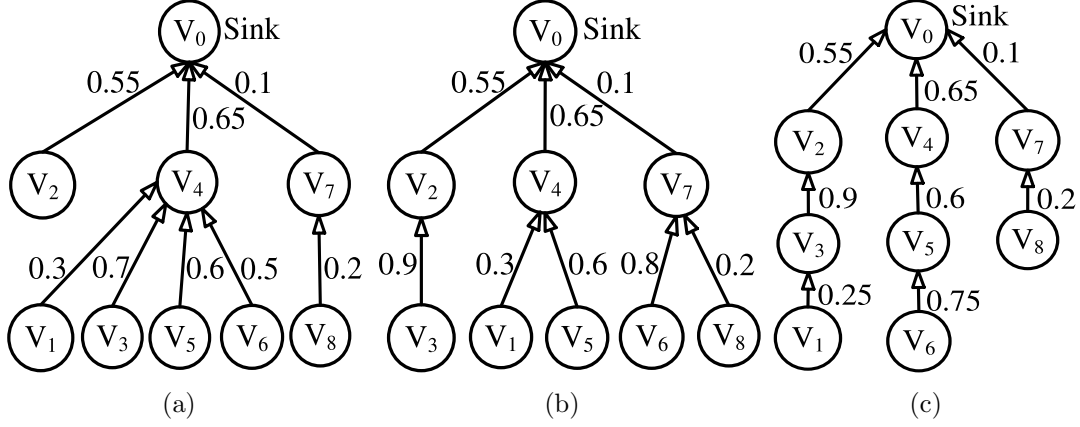 V0 Sink
0.55 0.1
0.65
V2 V4 V7
0.3 0.7 0.6 0.5 0.2
V1 V3 V5 V6 V8
(a)
V0 Sink
0.55 0.1
0.65
V2 V4 V7
0.9 0.3 0.6 0.8 0.2
V3 V1 V5 V6 V8
(b)
V0 Sink
0.55 0.1
0.65
V2 V4 V7
0.9 0.6 0.2
V3 V5 V8
0.25 0.75
V1 V6
(c)